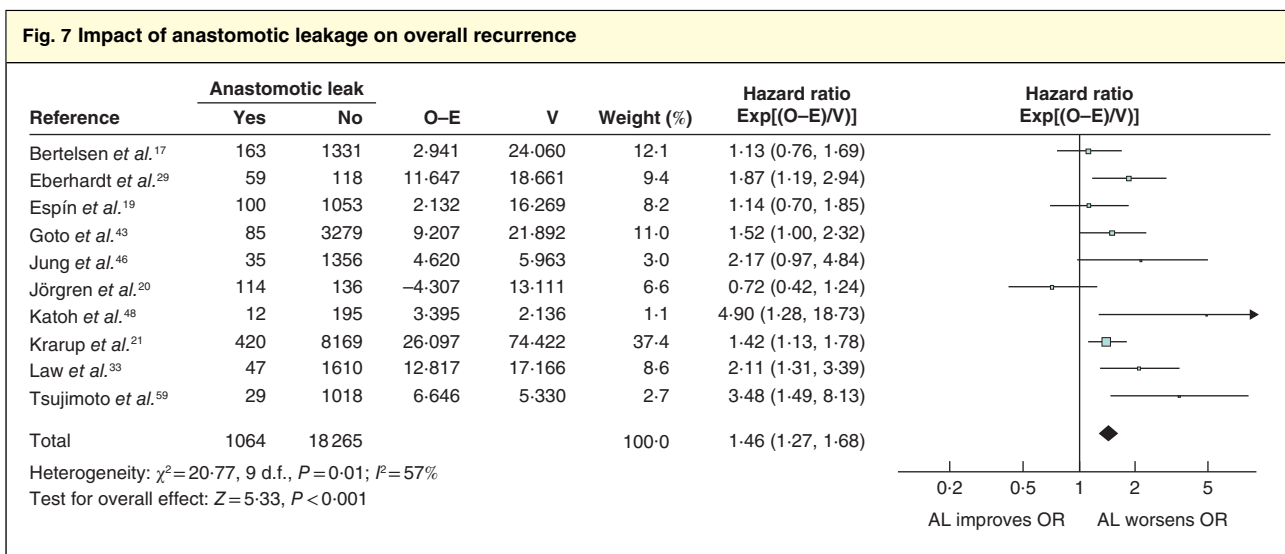 Fig. 7 Impact of anastomotic leakage on overall recurrence
Anastomotic leak Hazard ratio Hazard ratio
Reference Yes No O–E V Weight (%) Exp[(O–E)/V)] Exp[(O–E)/V)]
Bertelsen et al.¹⁷ 163 1331 2·941 24·060 12·1 1·13 (0·76, 1·69)
Eberhardt et al.²⁹ 59 118 11·647 18·661 9·4 1·87 (1·19, 2·94)
Espín et al.¹⁹ 100 1053 2·132 16·269 8·2 1·14 (0·70, 1·85)
Goto et al.⁴³ 85 3279 9·207 21·892 11·0 1·52 (1·00, 2·32)
Jung et al.⁴⁶ 35 1356 4·620 5·963 3·0 2·17 (0·97, 4·84)
Jörgren et al.²⁰ 114 136 –4·307 13·111 6·6 0·72 (0·42, 1·24)
Katoh et al.⁴⁸ 12 195 3·395 2·136 1·1 4·90 (1·28, 18·73)
Krarup et al.²¹ 420 8169 26·097 74·422 37·4 1·42 (1·13, 1·78)
Law et al.³³ 47 1610 12·817 17·166 8·6 2·11 (1·31, 3·39)
Tsujimoto et al.⁵⁹ 29 1018 6·646 5·330 2·7 3·48 (1·49, 8·13)
Total 1064 18 265 100·0 1·46 (1·27, 1·68)
Heterogeneity: χ²=20·77, 9 d.f., P=0·01; I²=57%
Test for overall effect: Z=5·33, P<0·001
0·2 0·5 1 2 5
AL improves OR AL worsens OR